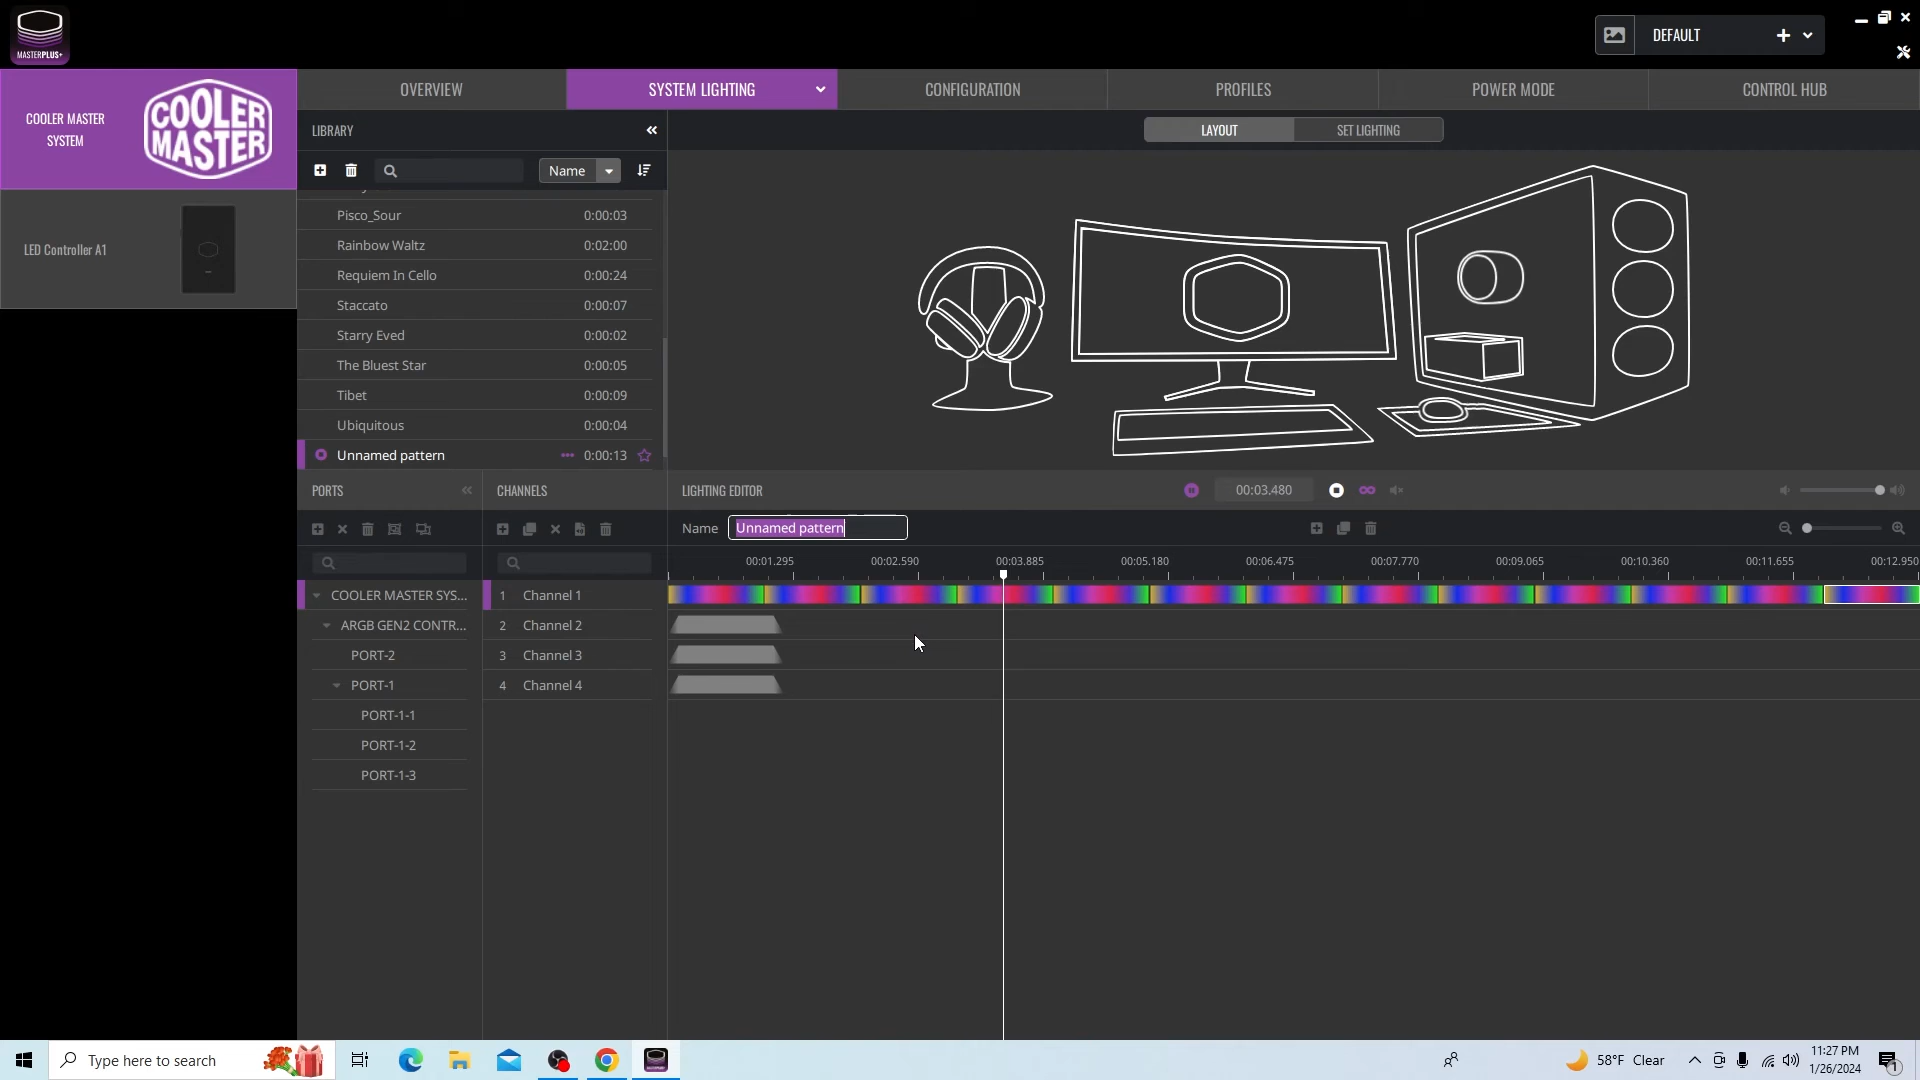 MASTERPLUS+
DEFAULT
COOLER MASTER SYSTEM
COOLER MASTER
LED Controller A1
OVERVIEW
SYSTEM LIGHTING
CONFIGURATION
PROFILES
POWER MODE
CONTROL HUB
LIBRARY
LAYOUT
SET LIGHTING
Name
Pisco_Sour 0:00:03
Rainbow Waltz 0:02:00
Requiem In Cello 0:00:24
Staccato 0:00:07
Starry Eved 0:00:02
The Bluest Star 0:00:05
Tibet 0:00:09
Ubiquitous 0:00:04
Unnamed pattern ••• 0:00:13
PORTS
CHANNELS
LIGHTING EDITOR
00:03.480
Name Unnamed pattern
00:01.295 00:02.590 00:03.885 00:05.180 00:06.475 00:07.770 00:09.065 00:10.360 00:11.655 00:12.950
COOLER MASTER SYS...
ARGB GEN2 CONTR...
PORT-2
PORT-1
PORT-1-1
PORT-1-2
PORT-1-3
1 Channel 1
2 Channel 2
3 Channel 3
4 Channel 4
Type here to search
58°F Clear
11:27 PM
1/26/2024
1